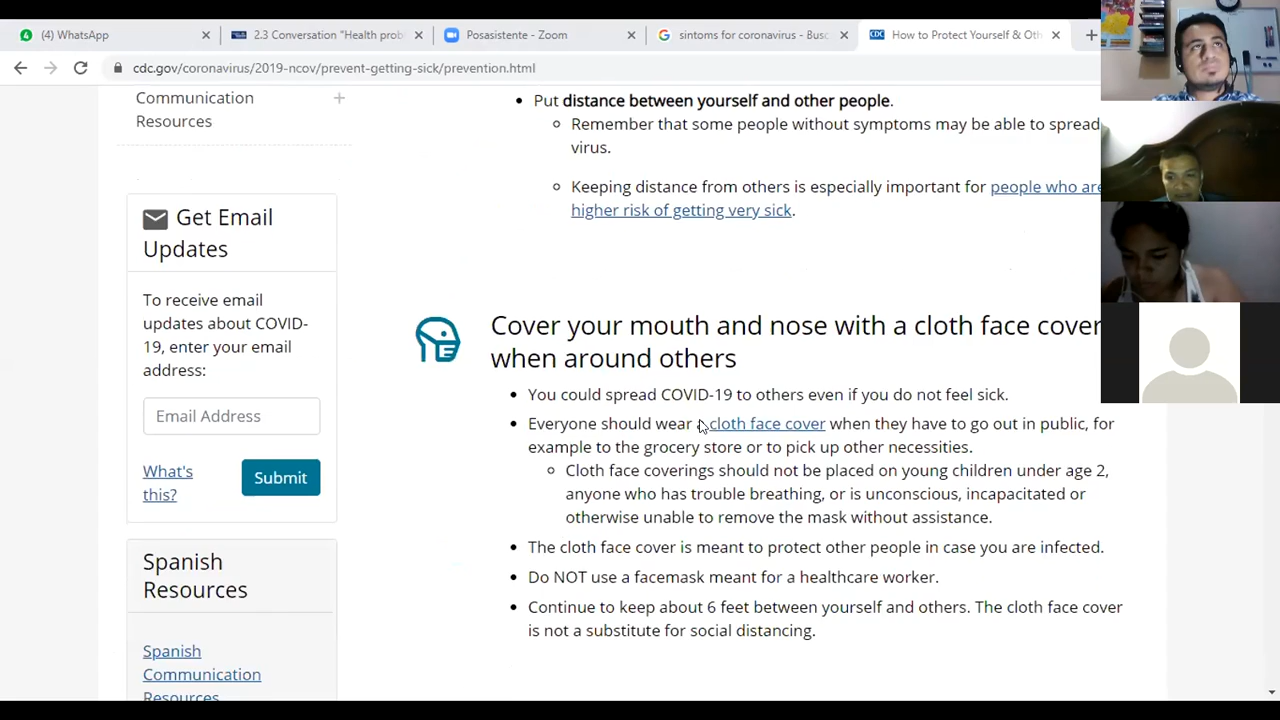 (4) WhatsApp
2.3 Conversation "Health prob
Posasistente - Zoom
sintoms for coronavirus - Busc
CDC How to Protect Yourself & Oth
cdc.gov/coronavirus/2019-ncov/prevent-getting-sick/prevention.html
Communication
Resources
Get Email
Updates
To receive email
updates about COVID-
19, enter your email
address:
Email Address
What's
this?
Submit
Spanish
Resources
Spanish
Communication
Resources
Put distance between yourself and other people.
Remember that some people without symptoms may be able to spread
virus.
Keeping distance from others is especially important for people who are
higher risk of getting very sick.
Cover your mouth and nose with a cloth face cover
when around others
You could spread COVID-19 to others even if you do not feel sick.
Everyone should wear a cloth face cover when they have to go out in public, for
example to the grocery store or to pick up other necessities.
Cloth face coverings should not be placed on young children under age 2,
anyone who has trouble breathing, or is unconscious, incapacitated or
otherwise unable to remove the mask without assistance.
The cloth face cover is meant to protect other people in case you are infected.
Do NOT use a facemask meant for a healthcare worker.
Continue to keep about 6 feet between yourself and others. The cloth face cover
is not a substitute for social distancing.